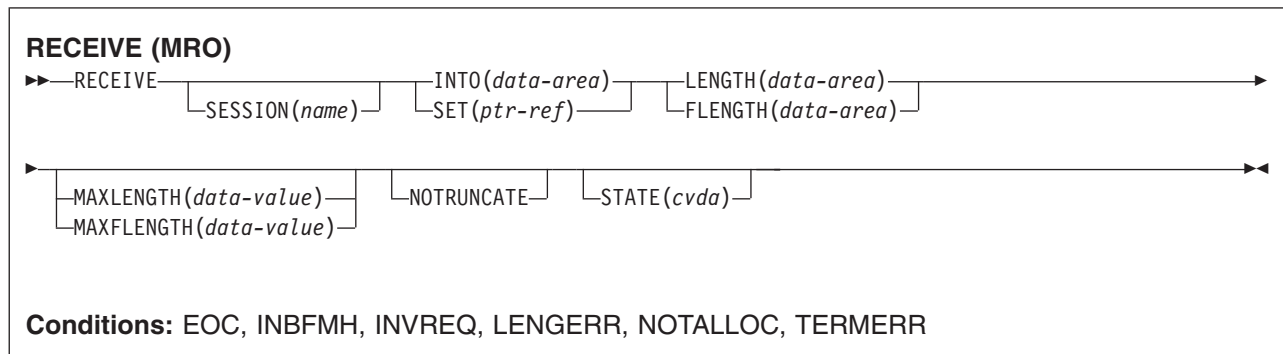 RECEIVE (MRO)
RECEIVE INTO(data-area) LENGTH(data-area)
SESSION(name) SET(ptr-ref) FLENGTH(data-area)
MAXLENGTH(data-value) NOTRUNCATE STATE(cvda)
MAXFLENGTH(data-value)
Conditions: EOC, INBFMH, INVREQ, LENGERR, NOTALLOC, TERMERR